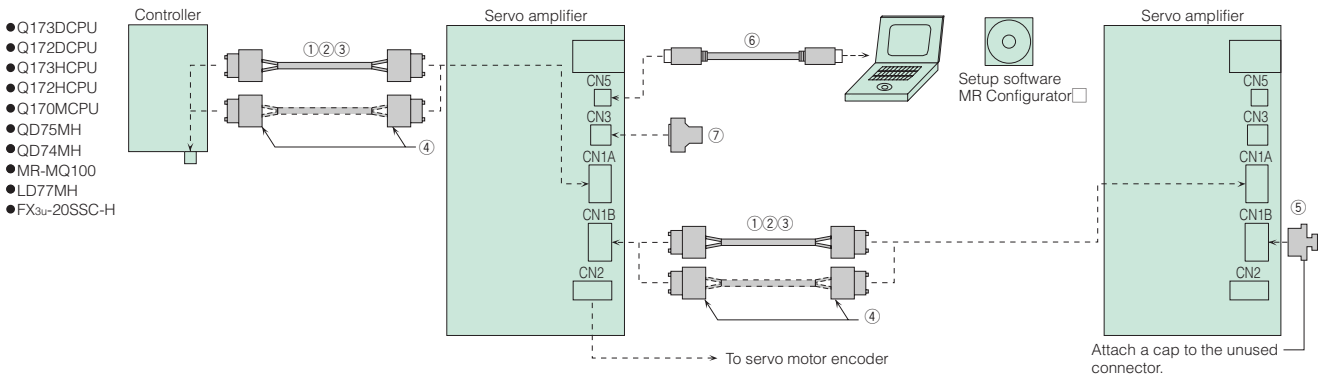 Controller
●Q173DCPU
●Q172DCPU
●Q173HCPU
●Q172HCPU
●Q170MCPU
●QD75MH
●QD74MH
●MR-MQ100
●LD77MH
●FX3u-20SSC-H
①②③
④
Servo amplifier
CN5
CN3
CN1A
CN1B
CN2
⑥
⑦
Setup software
MR Configurator□
①②③
④
To servo motor encoder
Servo amplifier
CN5
CN3
CN1A
CN1B
CN2
⑤
Attach a cap to the unused
connector.